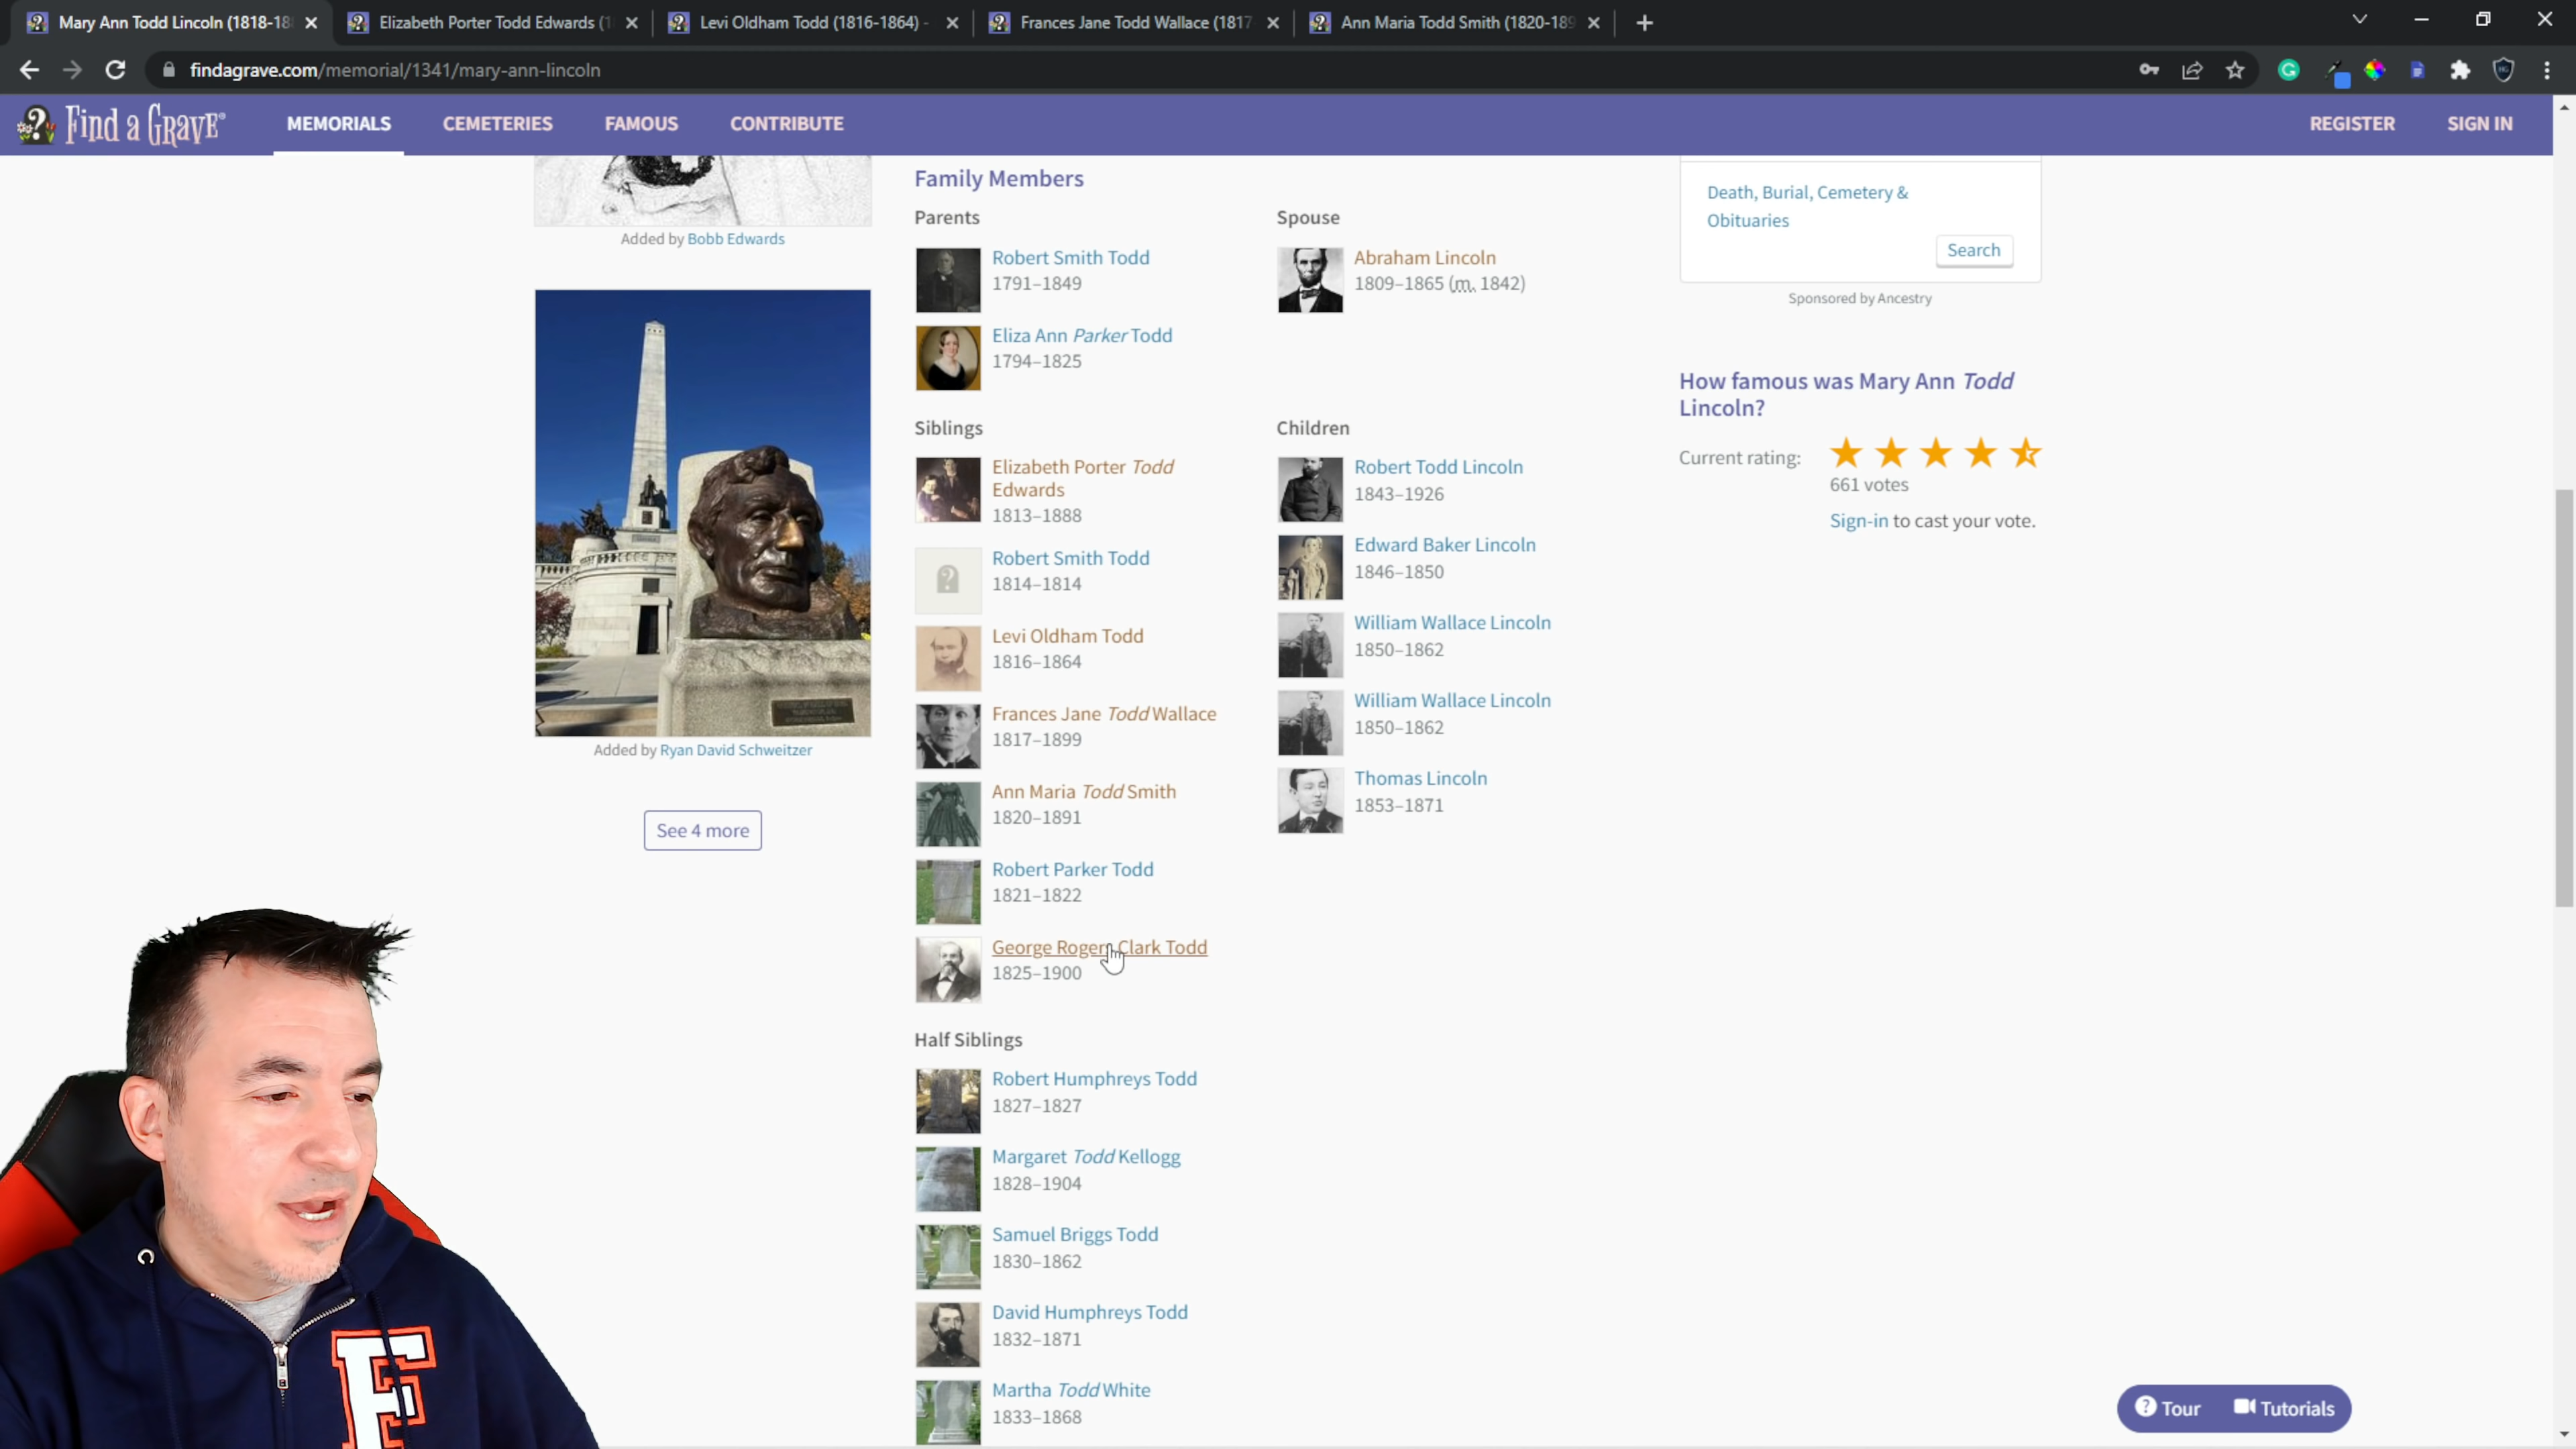 Mary Ann Todd Lincoln (1818-18
Elizabeth Porter Todd Edwards (1
Levi Oldham Todd (1816-1864) -
Frances Jane Todd Wallace (1817
Ann Maria Todd Smith (1820-189
findagrave.com/memorial/1341/mary-ann-lincoln
Find a Grave®
MEMORIALS
CEMETERIES
FAMOUS
CONTRIBUTE
REGISTER
SIGN IN
Added by Bobb Edwards
Added by Ryan David Schweitzer
See 4 more
Family Members
Parents
Robert Smith Todd
1791–1849
Eliza Ann Parker Todd
1794–1825
Spouse
Abraham Lincoln
1809–1865 (m. 1842)
Siblings
Elizabeth Porter Todd
Edwards
1813–1888
Robert Smith Todd
1814–1814
Levi Oldham Todd
1816–1864
Frances Jane Todd Wallace
1817–1899
Ann Maria Todd Smith
1820–1891
Robert Parker Todd
1821–1822
George Rogers Clark Todd
1825–1900
Half Siblings
Robert Humphreys Todd
1827–1827
Margaret Todd Kellogg
1828–1904
Samuel Briggs Todd
1830–1862
David Humphreys Todd
1832–1871
Martha Todd White
1833–1868
Children
Robert Todd Lincoln
1843–1926
Edward Baker Lincoln
1846–1850
William Wallace Lincoln
1850–1862
William Wallace Lincoln
1850–1862
Thomas Lincoln
1853–1871
Death, Burial, Cemetery &
Obituaries
Search
Sponsored by Ancestry
How famous was Mary Ann Todd
Lincoln?
Current rating:
661 votes
Sign-in to cast your vote.
F
Tour
Tutorials